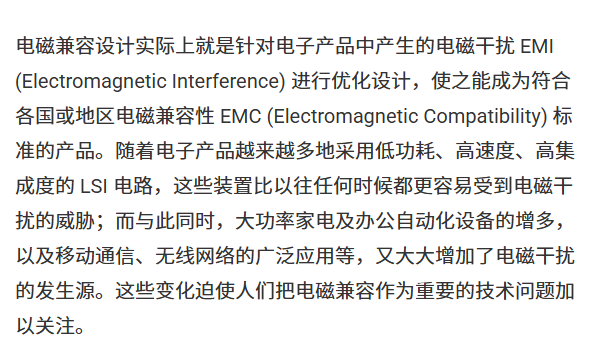 电磁兼容设计实际上就是针对电子产品中产生的电磁干扰 EMI
(Electromagnetic Interference) 进行优化设计，使之能成为符合
各国或地区电磁兼容性 EMC (Electromagnetic Compatibility) 标
准的产品。随着电子产品越来越多地采用低功耗、高速度、高集
成度的 LSI 电路，这些装置比以往任何时候都更容易受到电磁干
扰的威胁；而与此同时，大功率家电及办公自动化设备的增多，
以及移动通信、无线网络的广泛应用等，又大大增加了电磁干扰
的发生源。这些变化迫使人们把电磁兼容作为重要的技术问题加
以关注。